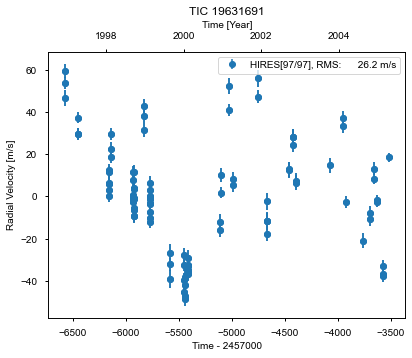 TIC 19631691
Time [Year]
1998 2000 2002 2004
HIRES[97/97], RMS: 26.2 m/s
60
40
20
0
−20
−40
Radial Velocity [m/s]
−6500 −6000 −5500 −5000 −4500 −4000 −3500
Time - 2457000